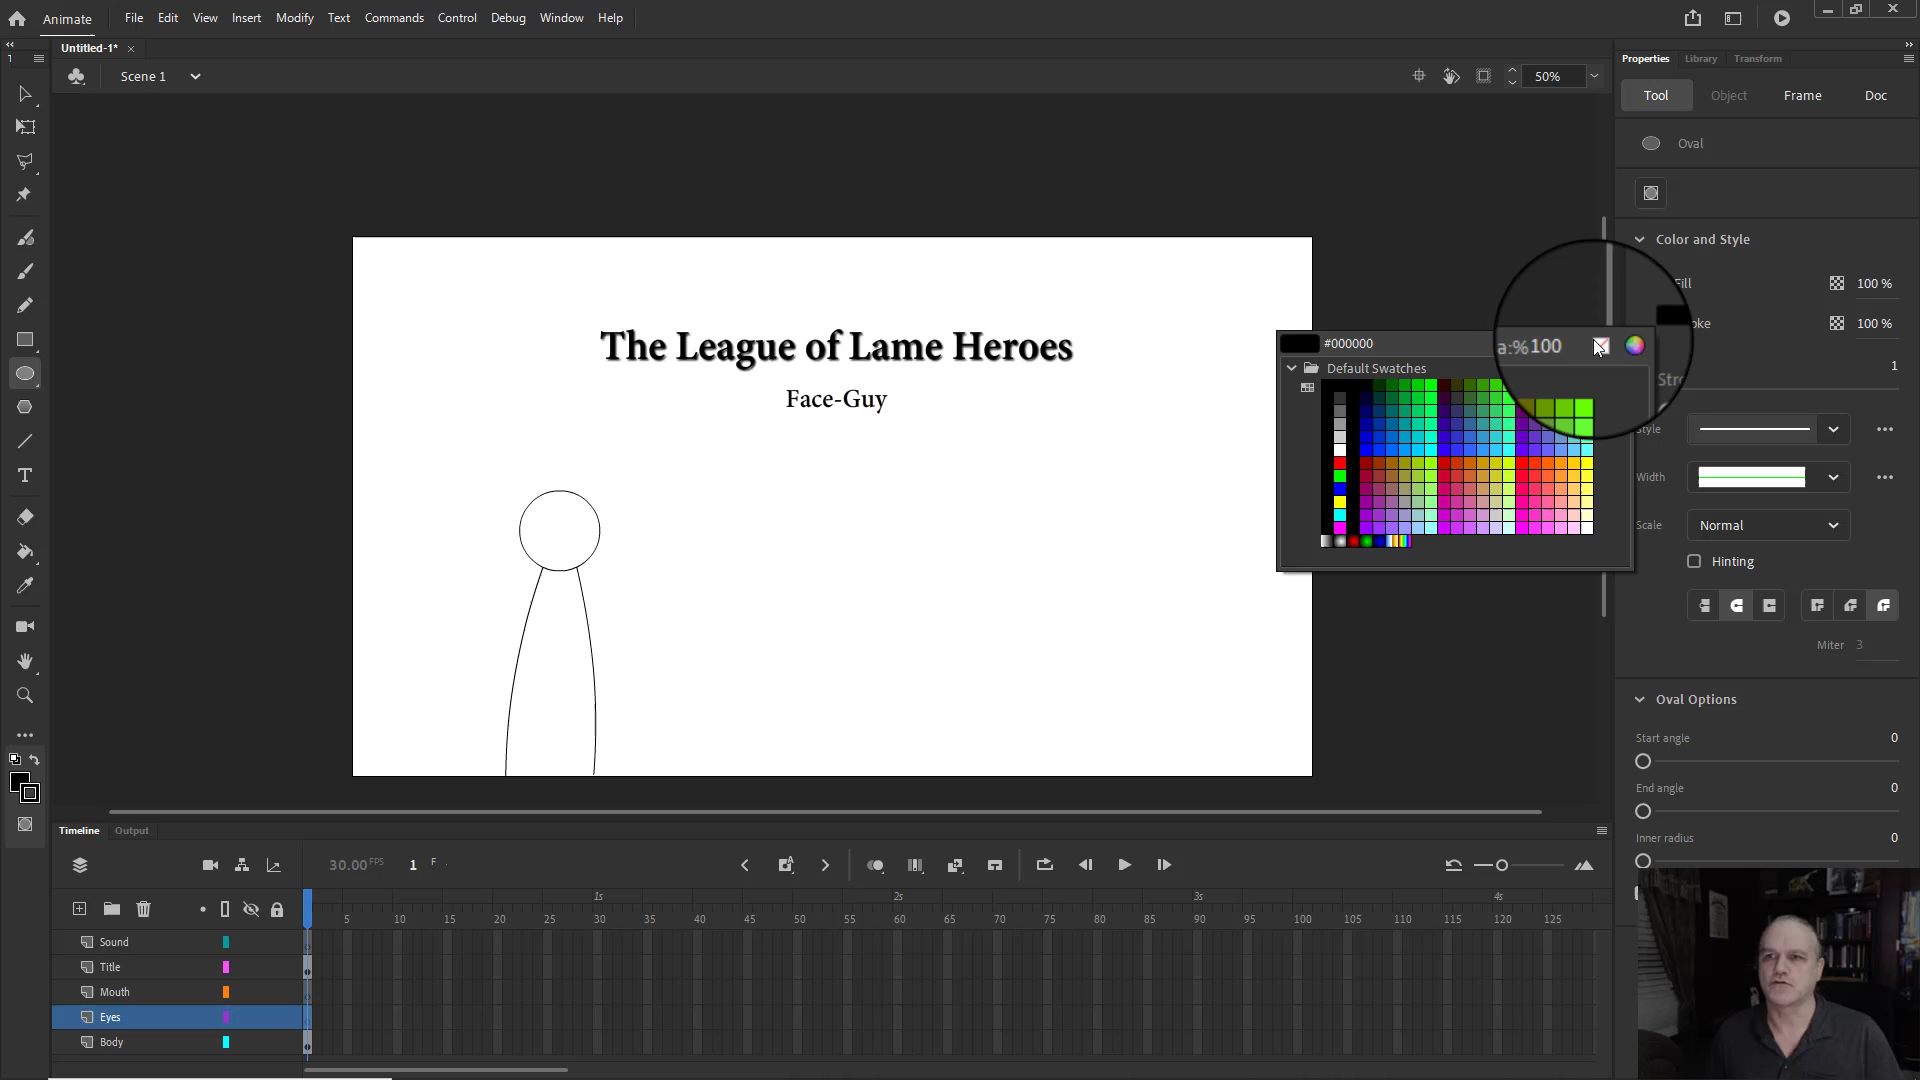 Animate File Edit View Insert Modify Text Commands Control Debug Window Help
Untitled-1*
1
Properties Library Transform
Scene 1
50%
Tool Object Frame Doc
Oval
Color and Style
Fill 100 %
100 %
#000000
a:%100
1
Default Swatches
Style
Width
Scale Normal
Hinting
Miter 3
The League of Lame Heroes
Face-Guy
Oval Options
Start angle 0
End angle 0
Inner radius 0
Timeline Output
30.00 FPS 1 F
1s 2s 3s 4s
5 10 15 20 25 30 35 40 45 50 55 60 65 70 75 80 85 90 95 100 105 110 115 120 125
Sound
Title
Mouth
Eyes
Body